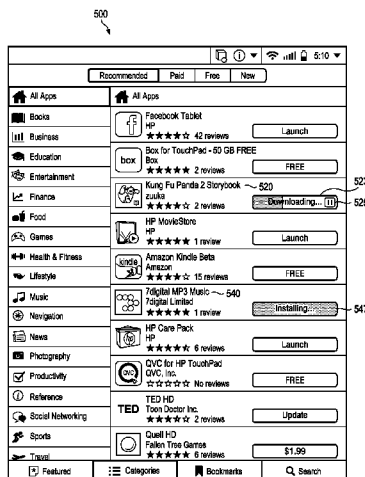 500
5:10
Recommended Paid Free New
All Apps
Books
Business
Education
Entertainment
Finance
Food
Games
Health & Fitness
Lifestyle
Music
Navigation
News
Photography
Productivity
Reference
Social Networking
Sports
Travel
All Apps
Facebook Tablet
HP
42 reviews
Launch
box
Box for TouchPad - 50 GB FREE
Box
2 reviews
FREE
Kung Fu Panda 2 Storybook 520
zuuka
2 reviews
Downloading...
HP MovieStore
HP
1 review
Launch
kindle
Amazon Kindle Beta
Amazon
15 reviews
FREE
7digital MP3 Music 540
7digital Limited
1 review
Installing...
547
HP Care Pack
HP
6 reviews
Launch
QVC
QVC for HP TouchPad
QVC, Inc.
No reviews
FREE
TED
TED HD
Toon Doctor Inc.
2 reviews
Update
Quell HD
Fallen Tree Games
6 reviews
$1.99
Featured Categories Bookmarks Search